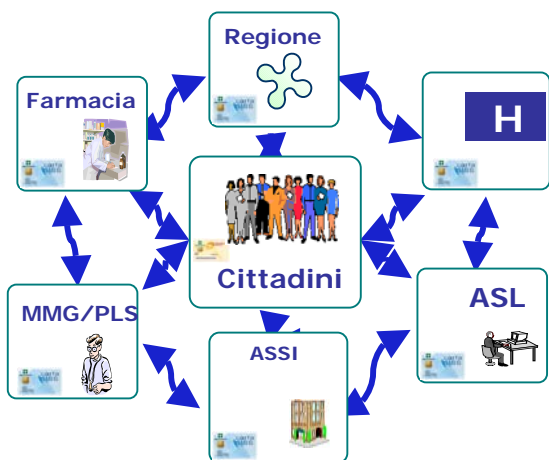 Regione
Farmacia
H
Cittadini
MMG/PLS
ASL
ASSI